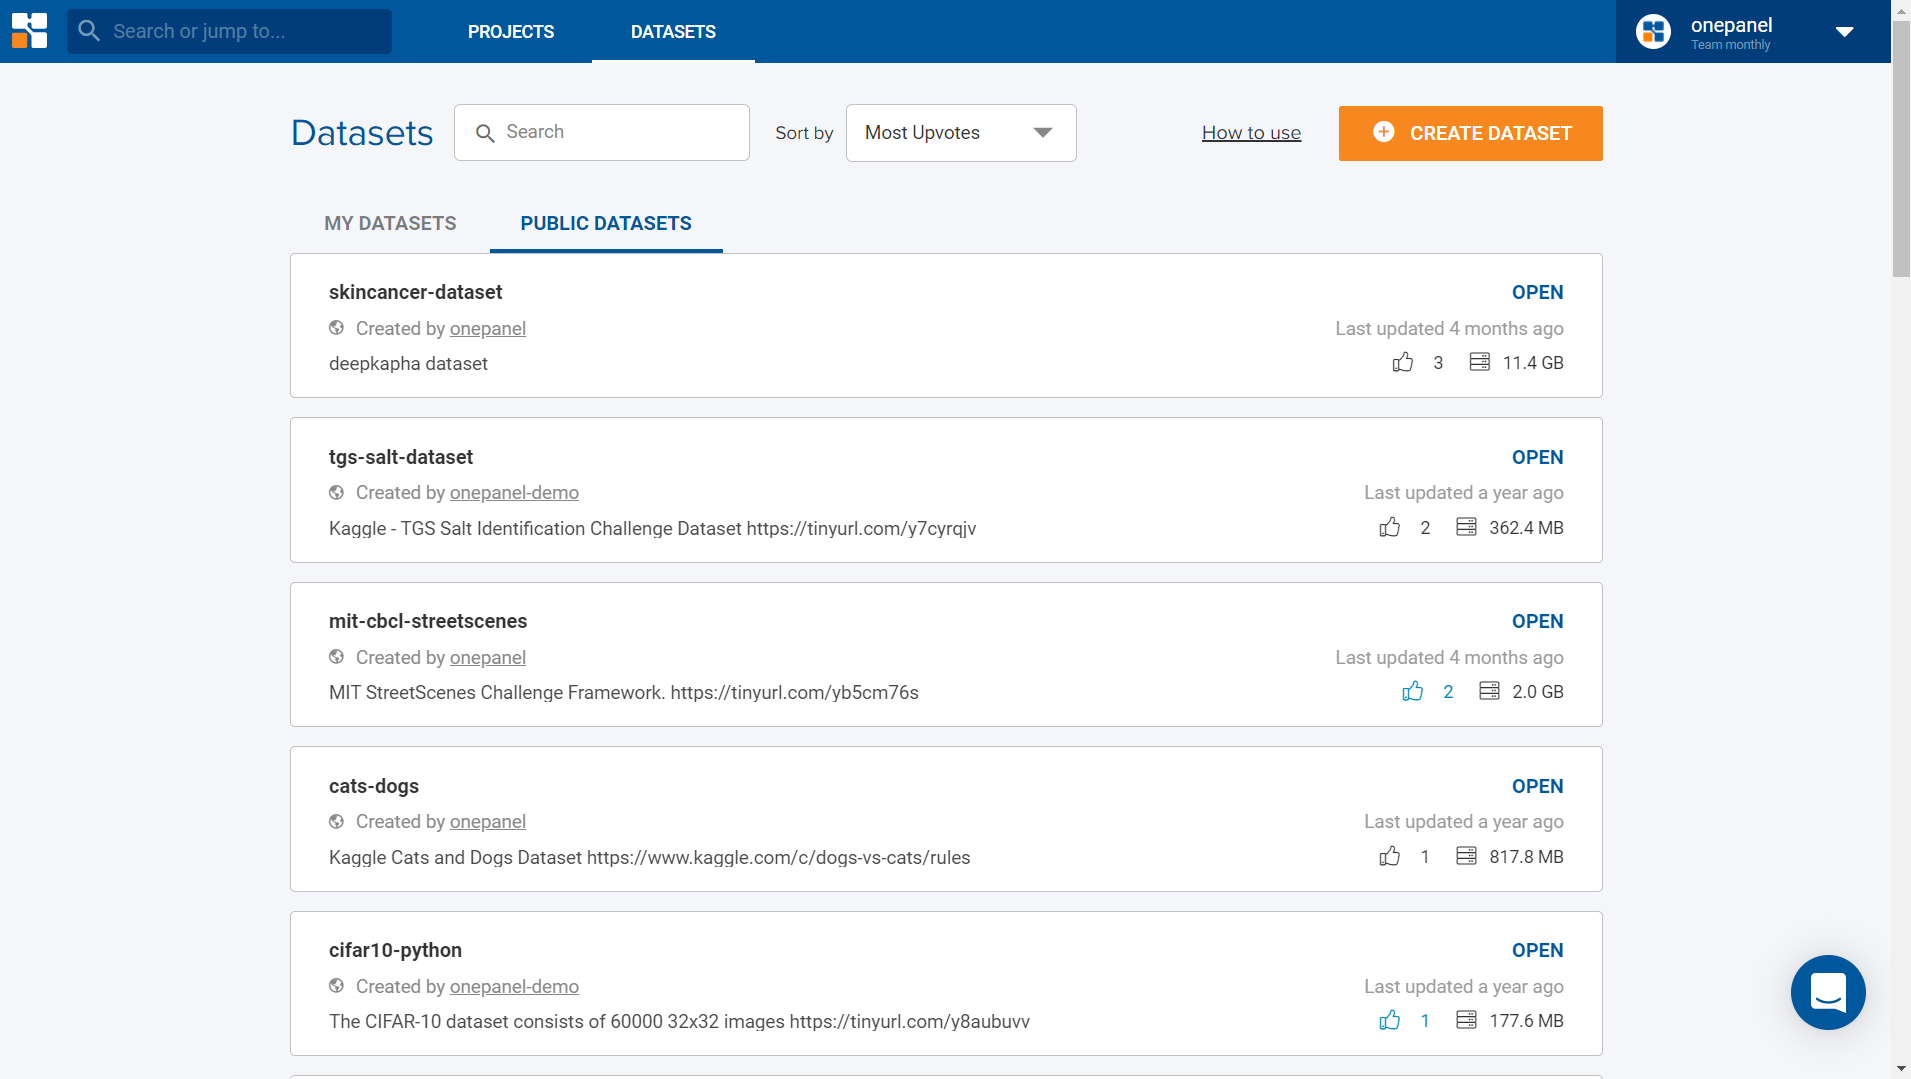 Search or jump to...
PROJECTS
DATASETS
onepanel
Team monthly
Datasets
Search
Sort by
Most Upvotes
How to use
CREATE DATASET
MY DATASETS
PUBLIC DATASETS
skincancer-dataset
OPEN
Created by onepanel
Last updated 4 months ago
deepkapha dataset
3
11.4 GB
tgs-salt-dataset
OPEN
Created by onepanel-demo
Last updated a year ago
Kaggle - TGS Salt Identification Challenge Dataset https://tinyurl.com/y7cyrqjv
2
362.4 MB
mit-cbcl-streetscenes
OPEN
Created by onepanel
Last updated 4 months ago
MIT StreetScenes Challenge Framework. https://tinyurl.com/yb5cm76s
2
2.0 GB
cats-dogs
OPEN
Created by onepanel
Last updated a year ago
Kaggle Cats and Dogs Dataset https://www.kaggle.com/c/dogs-vs-cats/rules
1
817.8 MB
cifar10-python
OPEN
Created by onepanel-demo
Last updated a year ago
The CIFAR-10 dataset consists of 60000 32x32 images https://tinyurl.com/y8aubuvv
1
177.6 MB